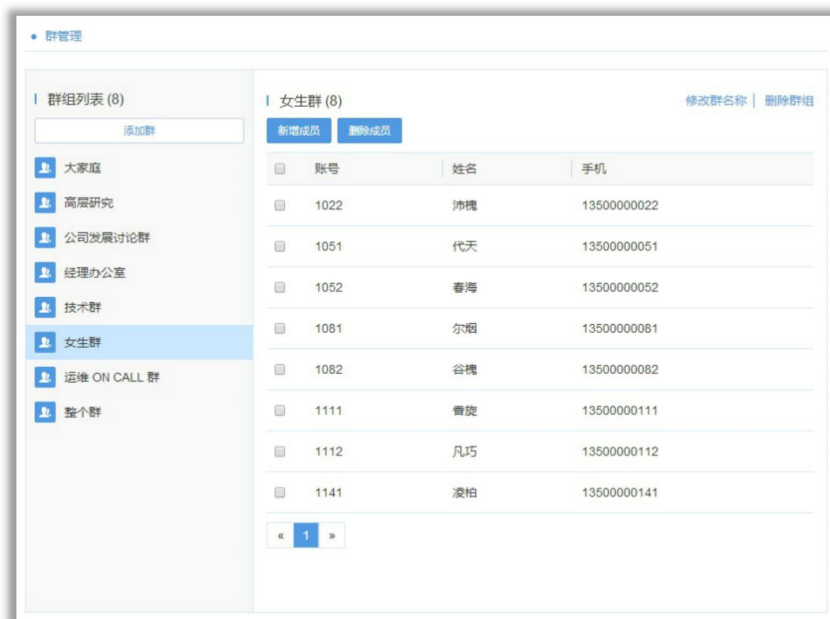 群管理
群组列表 (8)
添加群
大家庭
高层研究
公司发展讨论群
经理办公室
技术群
女生群
运维 ON CALL 群
整个群
女生群 (8)
修改群名称 | 删除群组
新增成员 删除成员
账号 姓名 手机
1022 沛槐 13500000022
1051 代天 13500000051
1052 春海 13500000052
1081 尔烟 13500000081
1082 谷槐 13500000082
1111 香旋 13500000111
1112 凡巧 13500000112
1141 凌柏 13500000141
« 1 »